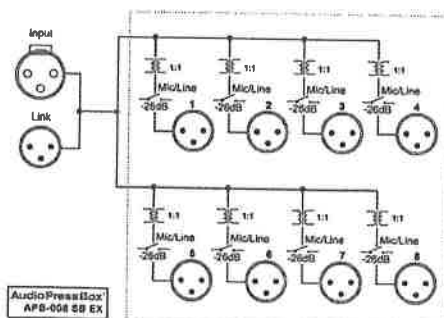 Input
1:1 1:1 1:1 1:1
Mic/Line Mic/Line Mic/Line Mic/Line
-26dB -26dB -26dB -26dB
1 2 3 4
Link
1:1 1:1 1:1 1:1
Mic/Line Mic/Line Mic/Line Mic/Line
-26dB -26dB -26dB -26dB
5 6 7 8
AudioPressBox
APB-008 SB EX